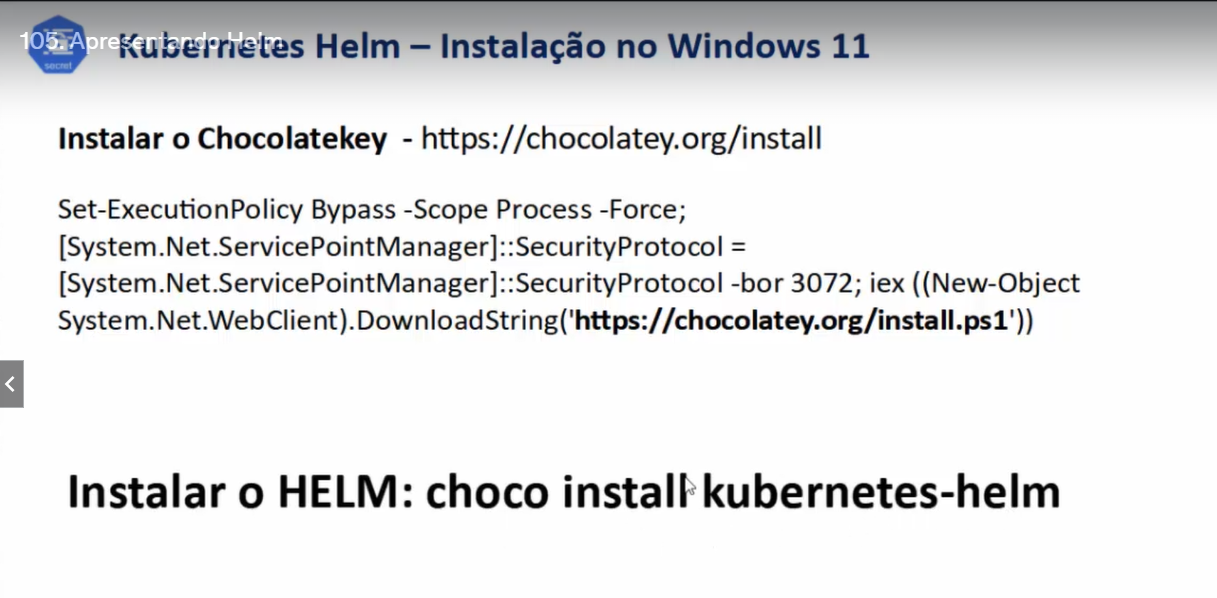 105. Apresentando Helm
secret
Kubernetes Helm – Instalação no Windows 11
Instalar o Chocolatekey - https://chocolatey.org/install
Set-ExecutionPolicy Bypass -Scope Process -Force;
[System.Net.ServicePointManager]::SecurityProtocol =
[System.Net.ServicePointManager]::SecurityProtocol -bor 3072; iex ((New-Object
System.Net.WebClient).DownloadString('https://chocolatey.org/install.ps1'))
Instalar o HELM: choco install kubernetes-helm